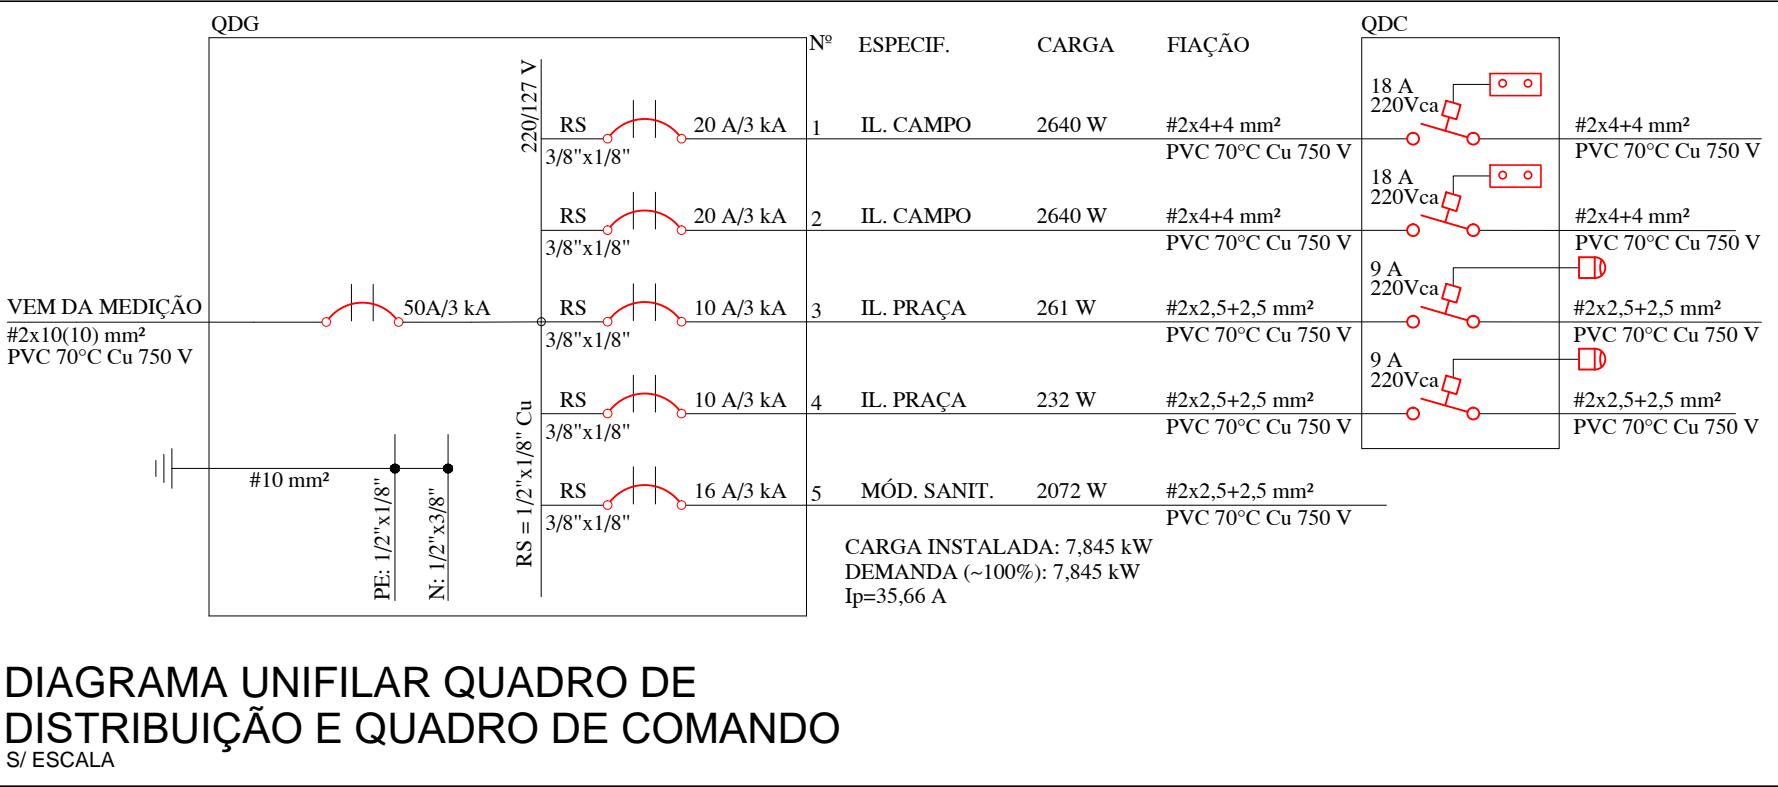 QDG
QDC
Nº ESPECIF. CARGA FIAÇÃO
220/127 V
RS 20 A/3 kA 1 IL. CAMPO 2640 W #2x4+4 mm²
3/8"x1/8" PVC 70°C Cu 750 V
18 A
220Vca
#2x4+4 mm²
PVC 70°C Cu 750 V
RS 20 A/3 kA 2 IL. CAMPO 2640 W #2x4+4 mm²
3/8"x1/8" PVC 70°C Cu 750 V
18 A
220Vca
#2x4+4 mm²
PVC 70°C Cu 750 V
VEM DA MEDIÇÃO
#2x10(10) mm²
PVC 70°C Cu 750 V
50A/3 kA
RS 10 A/3 kA 3 IL. PRAÇA 261 W #2x2,5+2,5 mm²
3/8"x1/8" PVC 70°C Cu 750 V
9 A
220Vca
#2x2,5+2,5 mm²
PVC 70°C Cu 750 V
RS 10 A/3 kA 4 IL. PRAÇA 232 W #2x2,5+2,5 mm²
3/8"x1/8" PVC 70°C Cu 750 V
9 A
220Vca
#2x2,5+2,5 mm²
PVC 70°C Cu 750 V
RS 16 A/3 kA 5 MÓD. SANIT. 2072 W #2x2,5+2,5 mm²
3/8"x1/8" PVC 70°C Cu 750 V
#10 mm²
PE: 1/2"x1/8"
N: 1/2"x3/8"
RS = 1/2"x1/8" Cu
CARGA INSTALADA: 7,845 kW
DEMANDA (~100%): 7,845 kW
Ip=35,66 A
DIAGRAMA UNIFILAR QUADRO DE
DISTRIBUIÇÃO E QUADRO DE COMANDO
S/ ESCALA